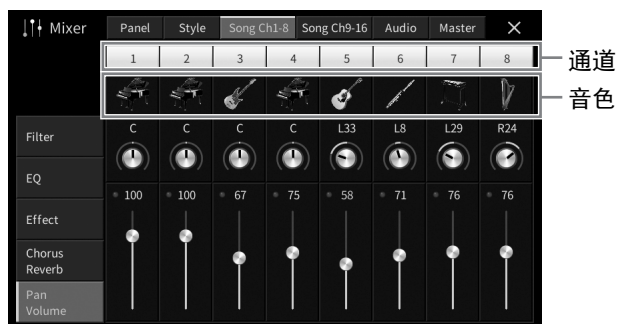 Mixer Panel Style Song Ch1-8 Song Ch9-16 Audio Master
1 2 3 4 5 6 7 8 通道
音色
Filter
C C C C L33 L8 L29 R24
EQ
100 100 67 75 58 71 76 76
Effect
Chorus
Reverb
Pan
Volume